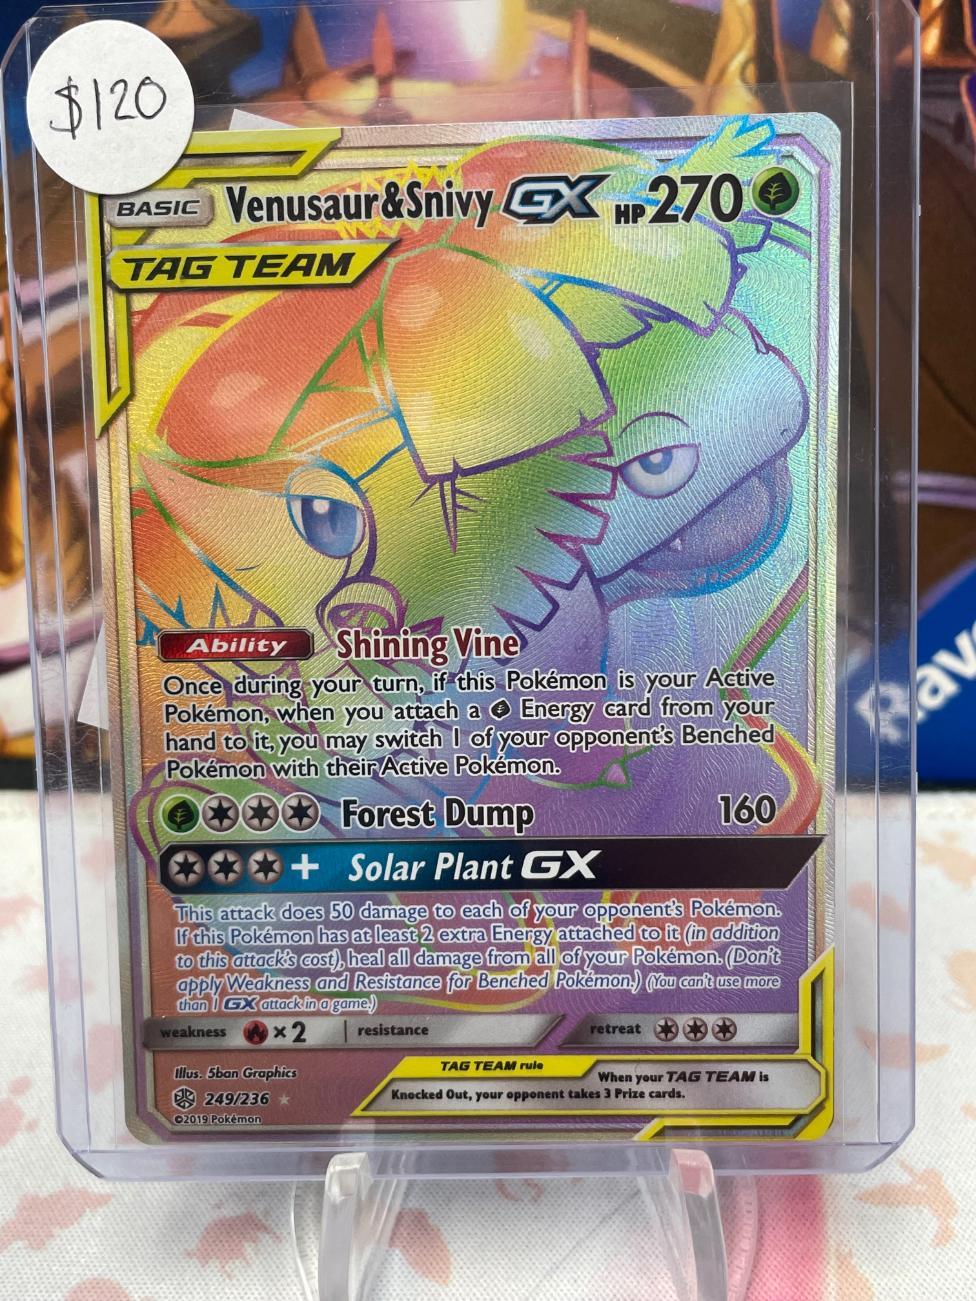 $120
BASIC Venusaur&Snivy GX HP 270
TAG TEAM
Ability Shining Vine
Once during your turn, if this Pokémon is your Active
Pokémon, when you attach a Energy card from your
hand to it, you may switch 1 of your opponent's Benched
Pokémon with their Active Pokémon.
Forest Dump 160
+ Solar Plant GX
This attack does 50 damage to each of your opponent's Pokémon.
If this Pokémon has at least 2 extra Energy attached to it (in addition
to this attack's cost), heal all damage from all of your Pokémon. (Don't
apply Weakness and Resistance for Benched Pokémon.) (You can't use more
than 1 GX attack in a game.)
weakness ×2 resistance retreat
TAG TEAM rule
When your TAG TEAM is
Knocked Out, your opponent takes 3 Prize cards.
Illus. 5ban Graphics
249/236
©2019 Pokémon